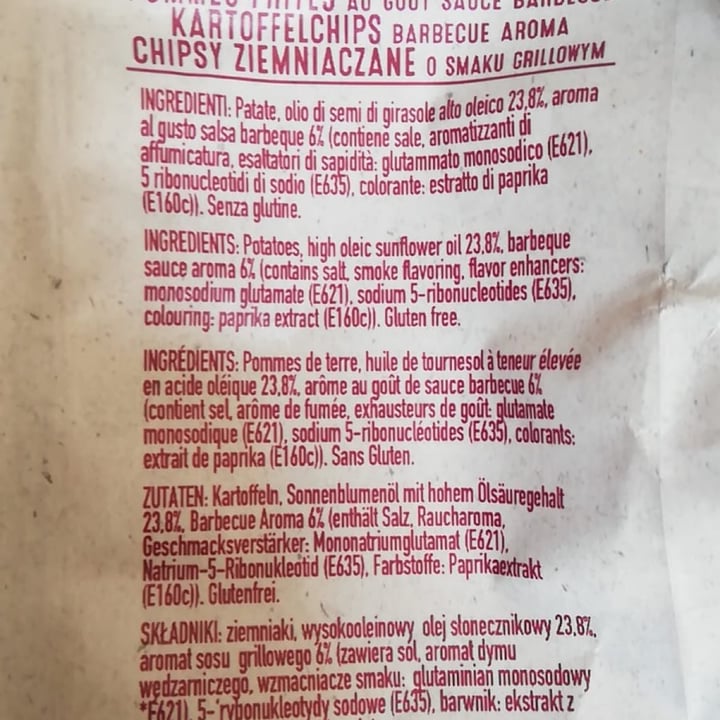 AU GOÛT SAUCE
KARTOFFELCHIPS BARBECUE AROMA
CHIPSY ZIEMNIACZANE O SMAKU GRILLOWYM
INGREDIENTI: Patate, olio di semi di girasole alto oleico 23,8%, aroma
al gusto salsa barbeque 6% (contiene sale, aromatizzanti di
affumicatura, esaltatori di sapidità: glutammato monosodico (E621),
5 ribonucleotidi di sodio (E635), colorante: estratto di paprika
(E160c)). Senza glutine.
INGREDIENTS: Potatoes, high oleic sunflower oil 23,8%, barbeque
sauce aroma 6% (contains salt, smoke flavoring, flavor enhancers:
monosodium glutamate (E621), sodium 5-ribonucleotides (E635),
colouring: paprika extract (E160c)). Gluten free.
INGRÉDIENTS: Pommes de terre, huile de tournesol à teneur élevée
en acide oléique 23,8%, arôme au goût de sauce barbecue 6%
(contient sel, arôme de fumée, exhausteurs de goût: glutamate
monosodique (E621), sodium 5-ribonucléotides (E635), colorants:
extrait de paprika (E160c)). Sans Gluten.
ZUTATEN: Kartoffeln, Sonnenblumenöl mit hohem Ölsäuregehalt
23,8%, Barbecue Aroma 6% (enthält Salz, Raucharoma,
Geschmacksverstärker: Mononatriumglutamat (E621),
Natrium-5-Ribonukleotid (E635), Farbstoffe: Paprikaextrakt
(E160c)). Glutenfrei.
SKŁADNIKI: ziemniaki, wysokooleinowy olej słonecznikowy 23,8%,
aromat sosu grillowego 6% (zawiera sól, aromat dymu
wędzarniczego, wzmacniacze smaku: glutaminian monosodowy
(E621), 5-'rybonukleotydy sodowe (E635), barwnik: ekstrakt z